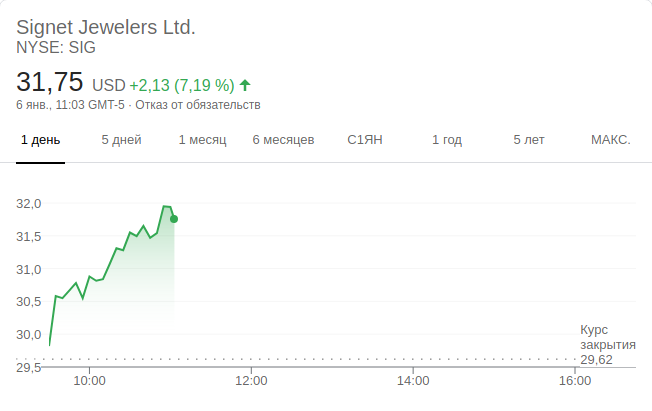 Signet Jewelers Ltd.
NYSE: SIG
31,75 USD +2,13 (7,19 %)
6 янв., 11:03 GMT-5 · Отказ от обязательств
1 день 5 дней 1 месяц 6 месяцев С1ЯН 1 год 5 лет МАКС.
32,0
31,5
31,0
30,5
30,0
29,5
Курс
закрытия
29,62
10:00 12:00 14:00 16:00